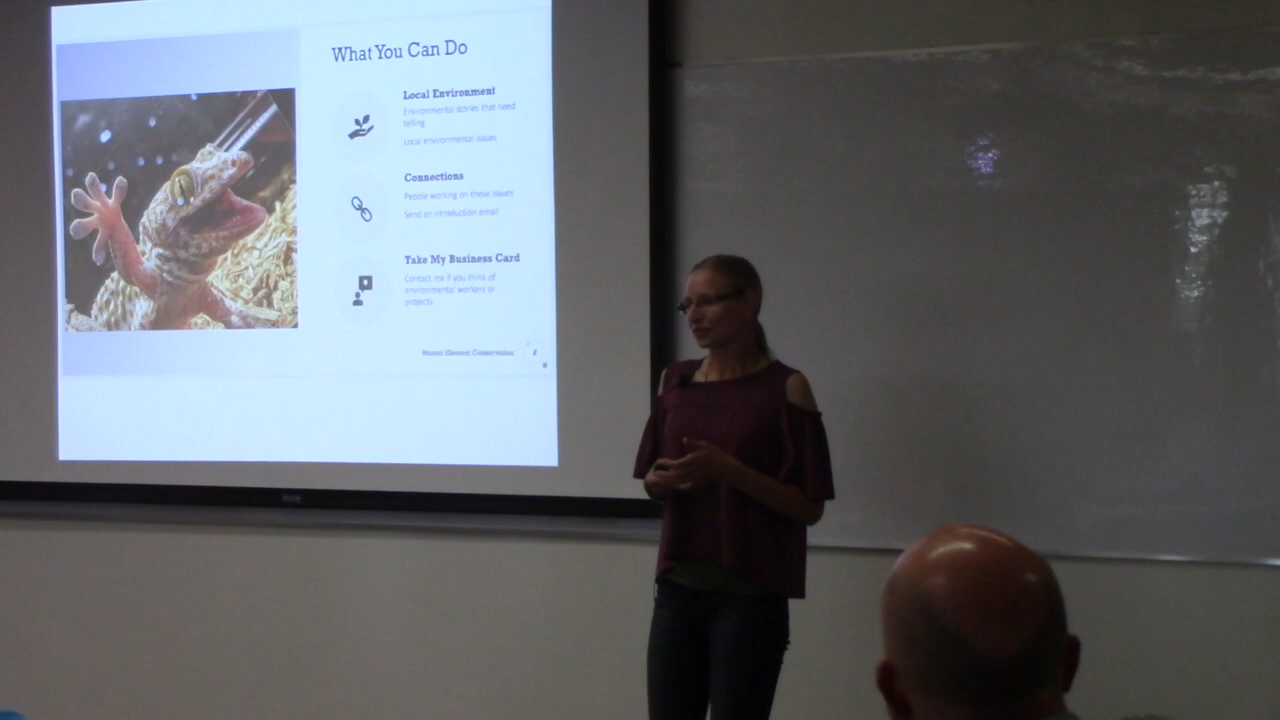 What You Can Do
Local Environment
Environmental stories that need
telling
Local environmental issues
Connections
People working on these issues
Send an introduction email
Take My Business Card
Contact me if you think of
environmental workers or
projects
Human Element Conservation